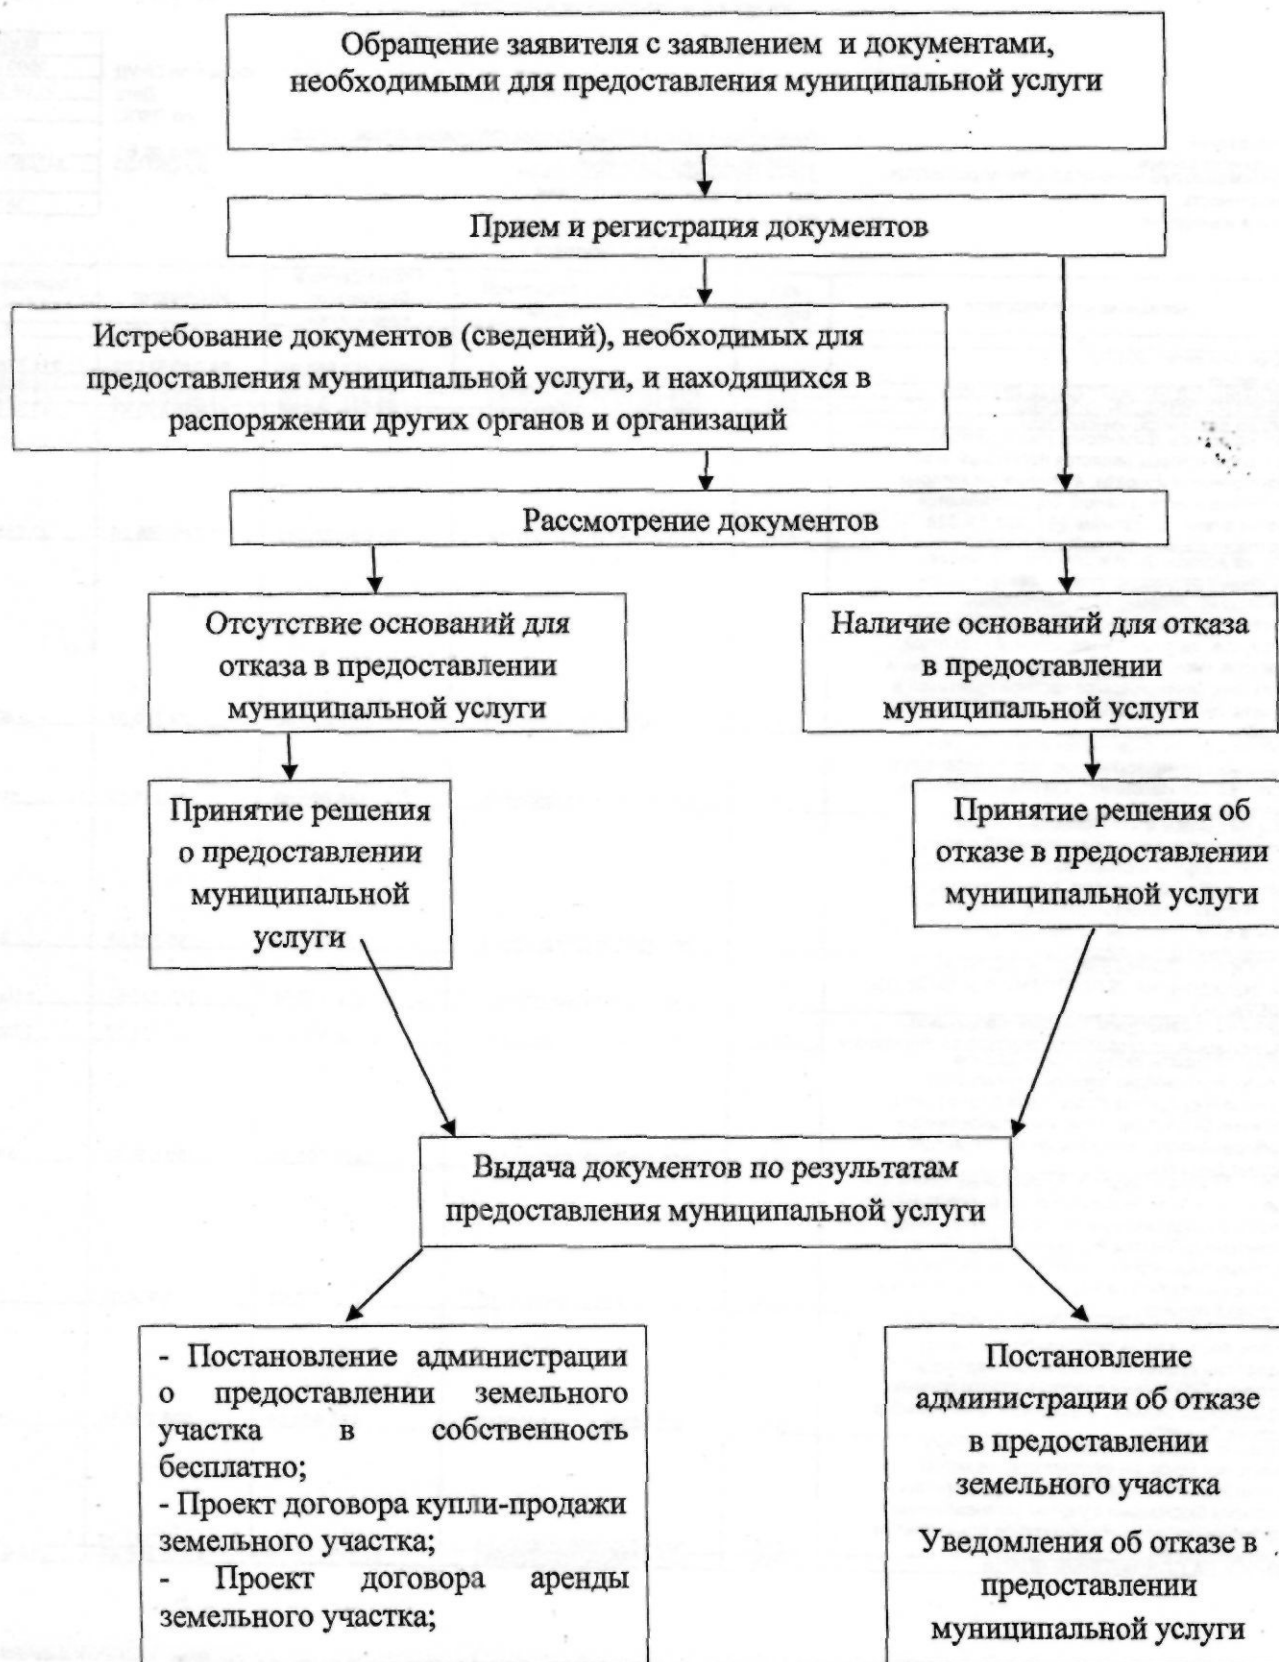 Обращение заявителя с заявлением и документами,
необходимыми для предоставления муниципальной услуги
Прием и регистрация документов
Истребование документов (сведений), необходимых для
предоставления муниципальной услуги, и находящихся в
распоряжении других органов и организаций
Рассмотрение документов
Отсутствие оснований для
отказа в предоставлении
муниципальной услуги
Наличие оснований для отказа
в предоставлении
муниципальной услуги
Принятие решения
о предоставлении
муниципальной
услуги
Принятие решения об
отказе в предоставлении
муниципальной услуги
Выдача документов по результатам
предоставления муниципальной услуги
- Постановление администрации
о предоставлении земельного
участка в собственность
бесплатно;
- Проект договора купли-продажи
земельного участка;
- Проект договора аренды
земельного участка;
Постановление
администрации об отказе
в предоставлении
земельного участка
Уведомления об отказе в
предоставлении
муниципальной услуги